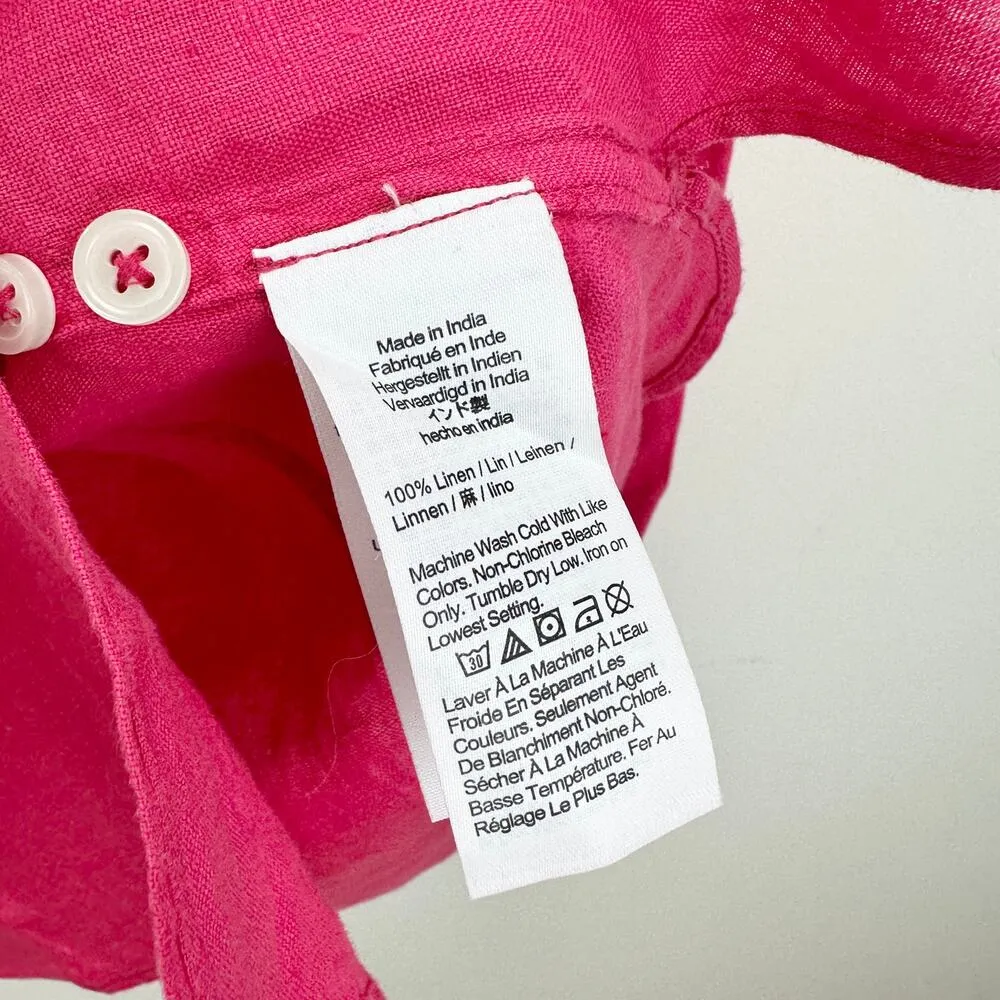 Made in India
Fabriqué en Inde
Hergestellt in Indien
Vervaardigd in India
インド製
hecho en india
100% Linen / Lin / Leinen /
Linnen / 麻 / lino
Machine Wash Cold With Like
Colors. Non-Chlorine Bleach
Only. Tumble Dry Low. Iron on
Lowest Setting.
30
Laver À La Machine À L'Eau
Froide En Séparant Les
Couleurs. Seulement Agent
De Blanchiment Non-Chloré.
Sécher À La Machine À
Basse Température. Fer Au
Réglage Le Plus Bas.